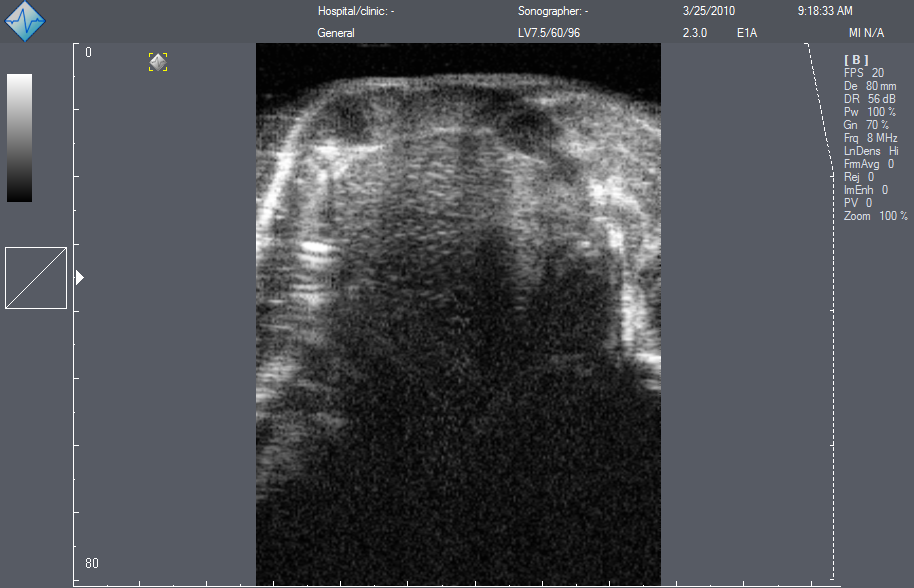 Hospital/clinic: - Sonographer: - 3/25/2010 9:18:33 AM
General LV7.5/60/96 2.3.0 E1A MI N/A
0
[ B ]
FPS 20
De 80 mm
DR 56 dB
Pw 100 %
Gn 70 %
Frq 8 MHz
LnDens Hi
FrmAvg 0
Rej 0
ImEnh 0
PV 0
Zoom 100 %
80